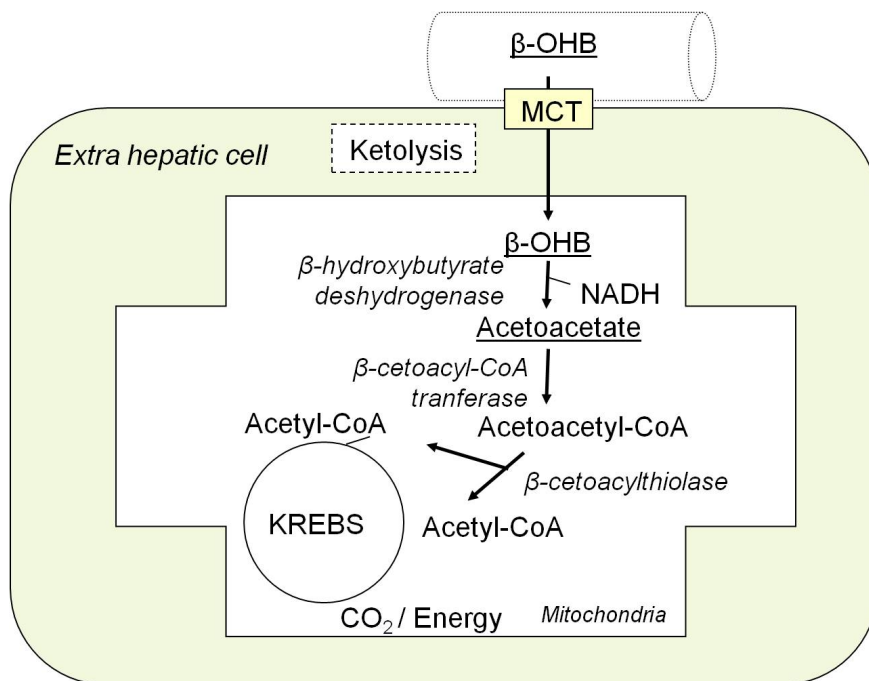 β-OHB
MCT
Extra hepatic cell
Ketolysis
β-OHB
β-hydroxybutyrate
deshydrogenase
NADH
Acetoacetate
β-cetoacyl-CoA
tranferase
Acetyl-CoA
Acetoacetyl-CoA
β-cetoacylthiolase
KREBS
Acetyl-CoA
CO₂ / Energy
Mitochondria